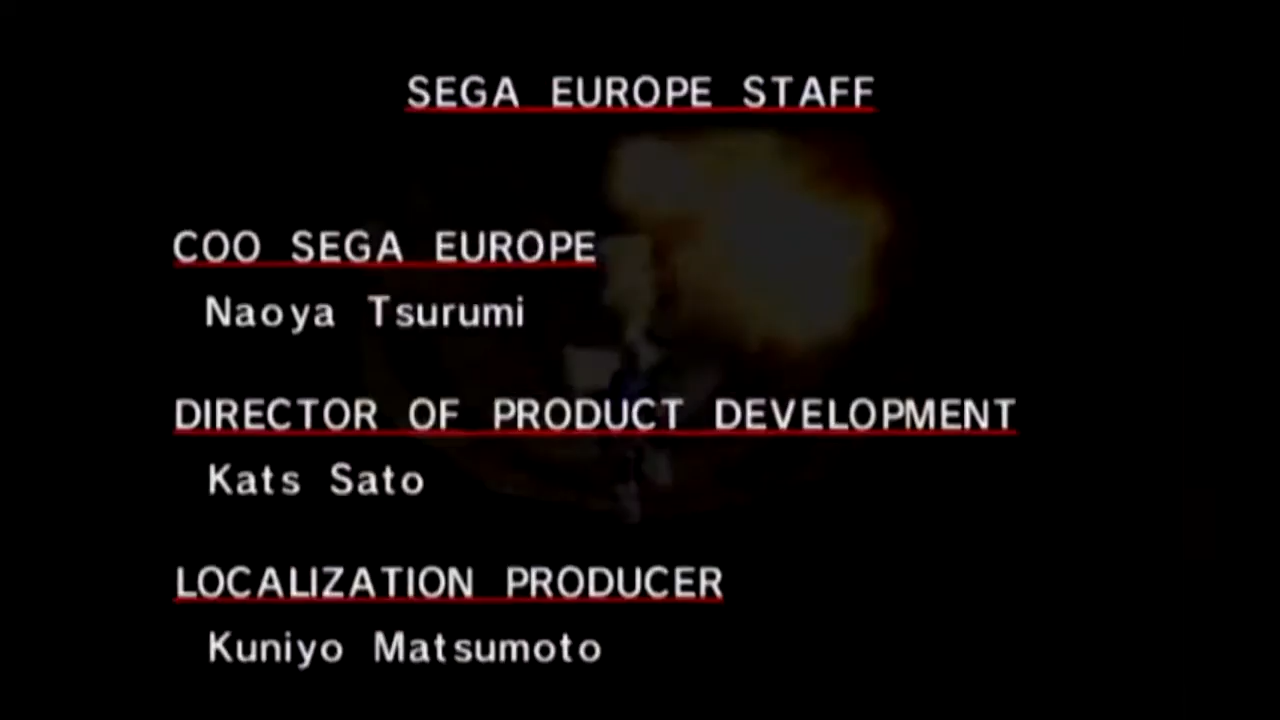 SEGA EUROPE STAFF
COO SEGA EUROPE
Naoya Tsurumi
DIRECTOR OF PRODUCT DEVELOPMENT
Kats Sato
LOCALIZATION PRODUCER
Kuniyo Matsumoto